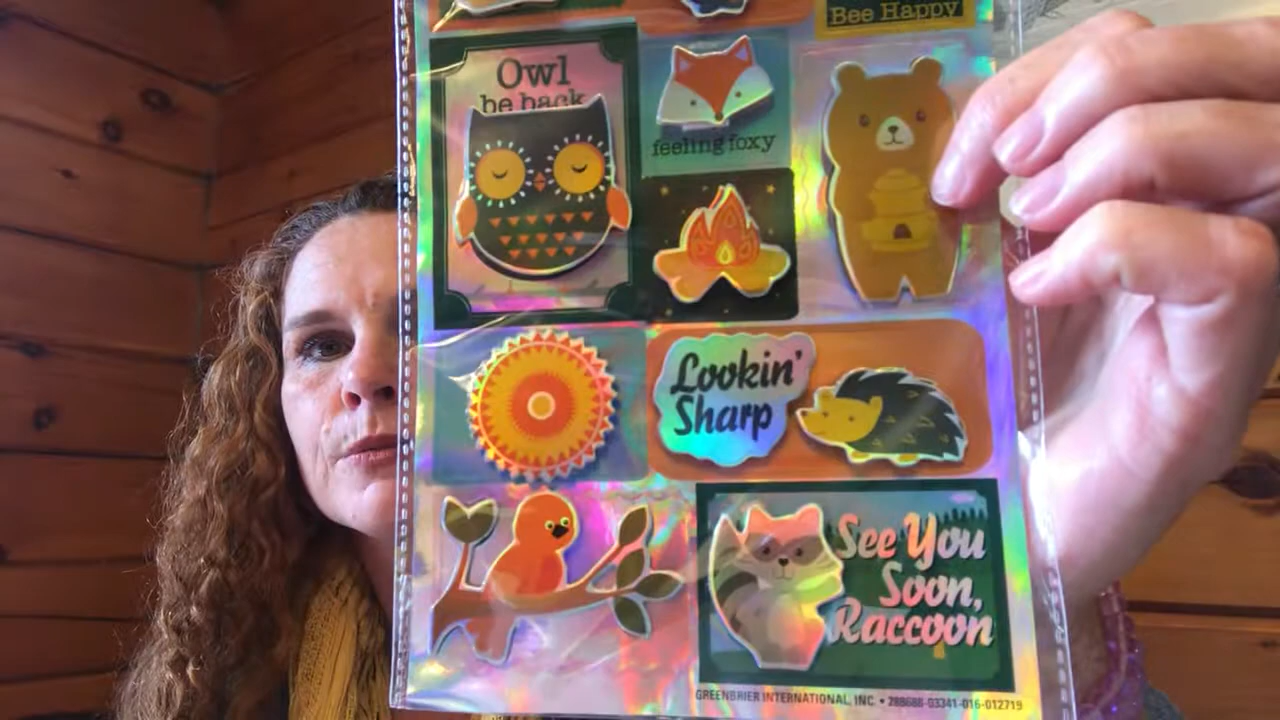 Bee Happy
Owl
be back
feeling foxy
Lookin'
Sharp
See You
Soon,
Raccoon
GREENBRIER INTERNATIONAL, INC. • 288688-03341-016-012719